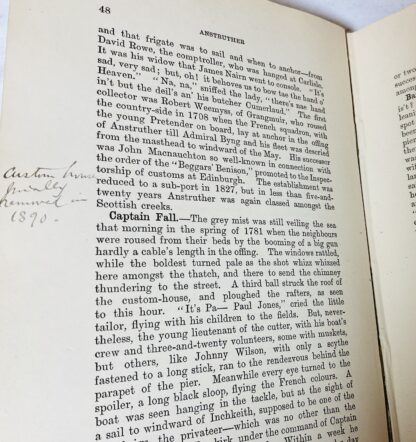 48
ANSTRUTHER
and that frigate was to sail and when to anchor—from
David Rowe, the comptroller, who was hanged at Carlisle.
It was his widow that James Nairn went to console. "It's
sad, very sad; but, oh! it behoves us to bow tae the hand o'
Heaven." "Na, na," sniffed the lady, "there's nae hand
in't but the deil's an' his butcher Cumerland." The first
collector was Robert Weemyss, of Grangmuir, who roused
the country-side in 1708 when the French squadron, with
the young Pretender on board, lay at anchor in the offing
of Anstruther till Admiral Byng and his fleet was descried
from the masthead to windward of the May. His successor
was John Macnauchton so well-known in connection with
the order of the "Beggars' Benison," promoted to the Inspec-
torship of customs at Edinburgh. The establishment was
reduced to a sub-port in 1827, but in less than five-and-
twenty years Anstruther was again classed amongst the
Scottish creeks.
Custom house
finally
removed
1890.
Captain Fall.—The grey mist was still veiling the sea
that morning in the spring of 1781 when the neighbours
were roused from their beds by the booming of a big gun
hardly a cable's length in the offing. The windows rattled,
while the boldest turned pale as the shot whizz whizzed
here amongst the thatch, and there to send the chimney
thundering to the street. A third ball struck the roof of
the custom-house, and ploughed the rafters, as seen
to this hour. "It's Pa— Paul Jones," cried the little
tailor, flying with his children to the fields. But, never-
theless, the young lieutenant of the cutter, with his boat's
crew and three-and-twenty volunteers, some with muskets,
but others, like Johnny Wilson, with only a scythe
fastened to a long stick, ran to the rendezvous behind the
parapet of the pier. Meanwhile every eye turned to the
spoiler, a long black sloop, flying the French colours. A
boat was seen hanging in the tackle, but at the sight of
a sail to windward of Inchkeith, supposed to be one of the
the privateer—which was no other than the
kirk under the command of Captain
Within a week he
or two
succes
Ba
is t
leani
in t